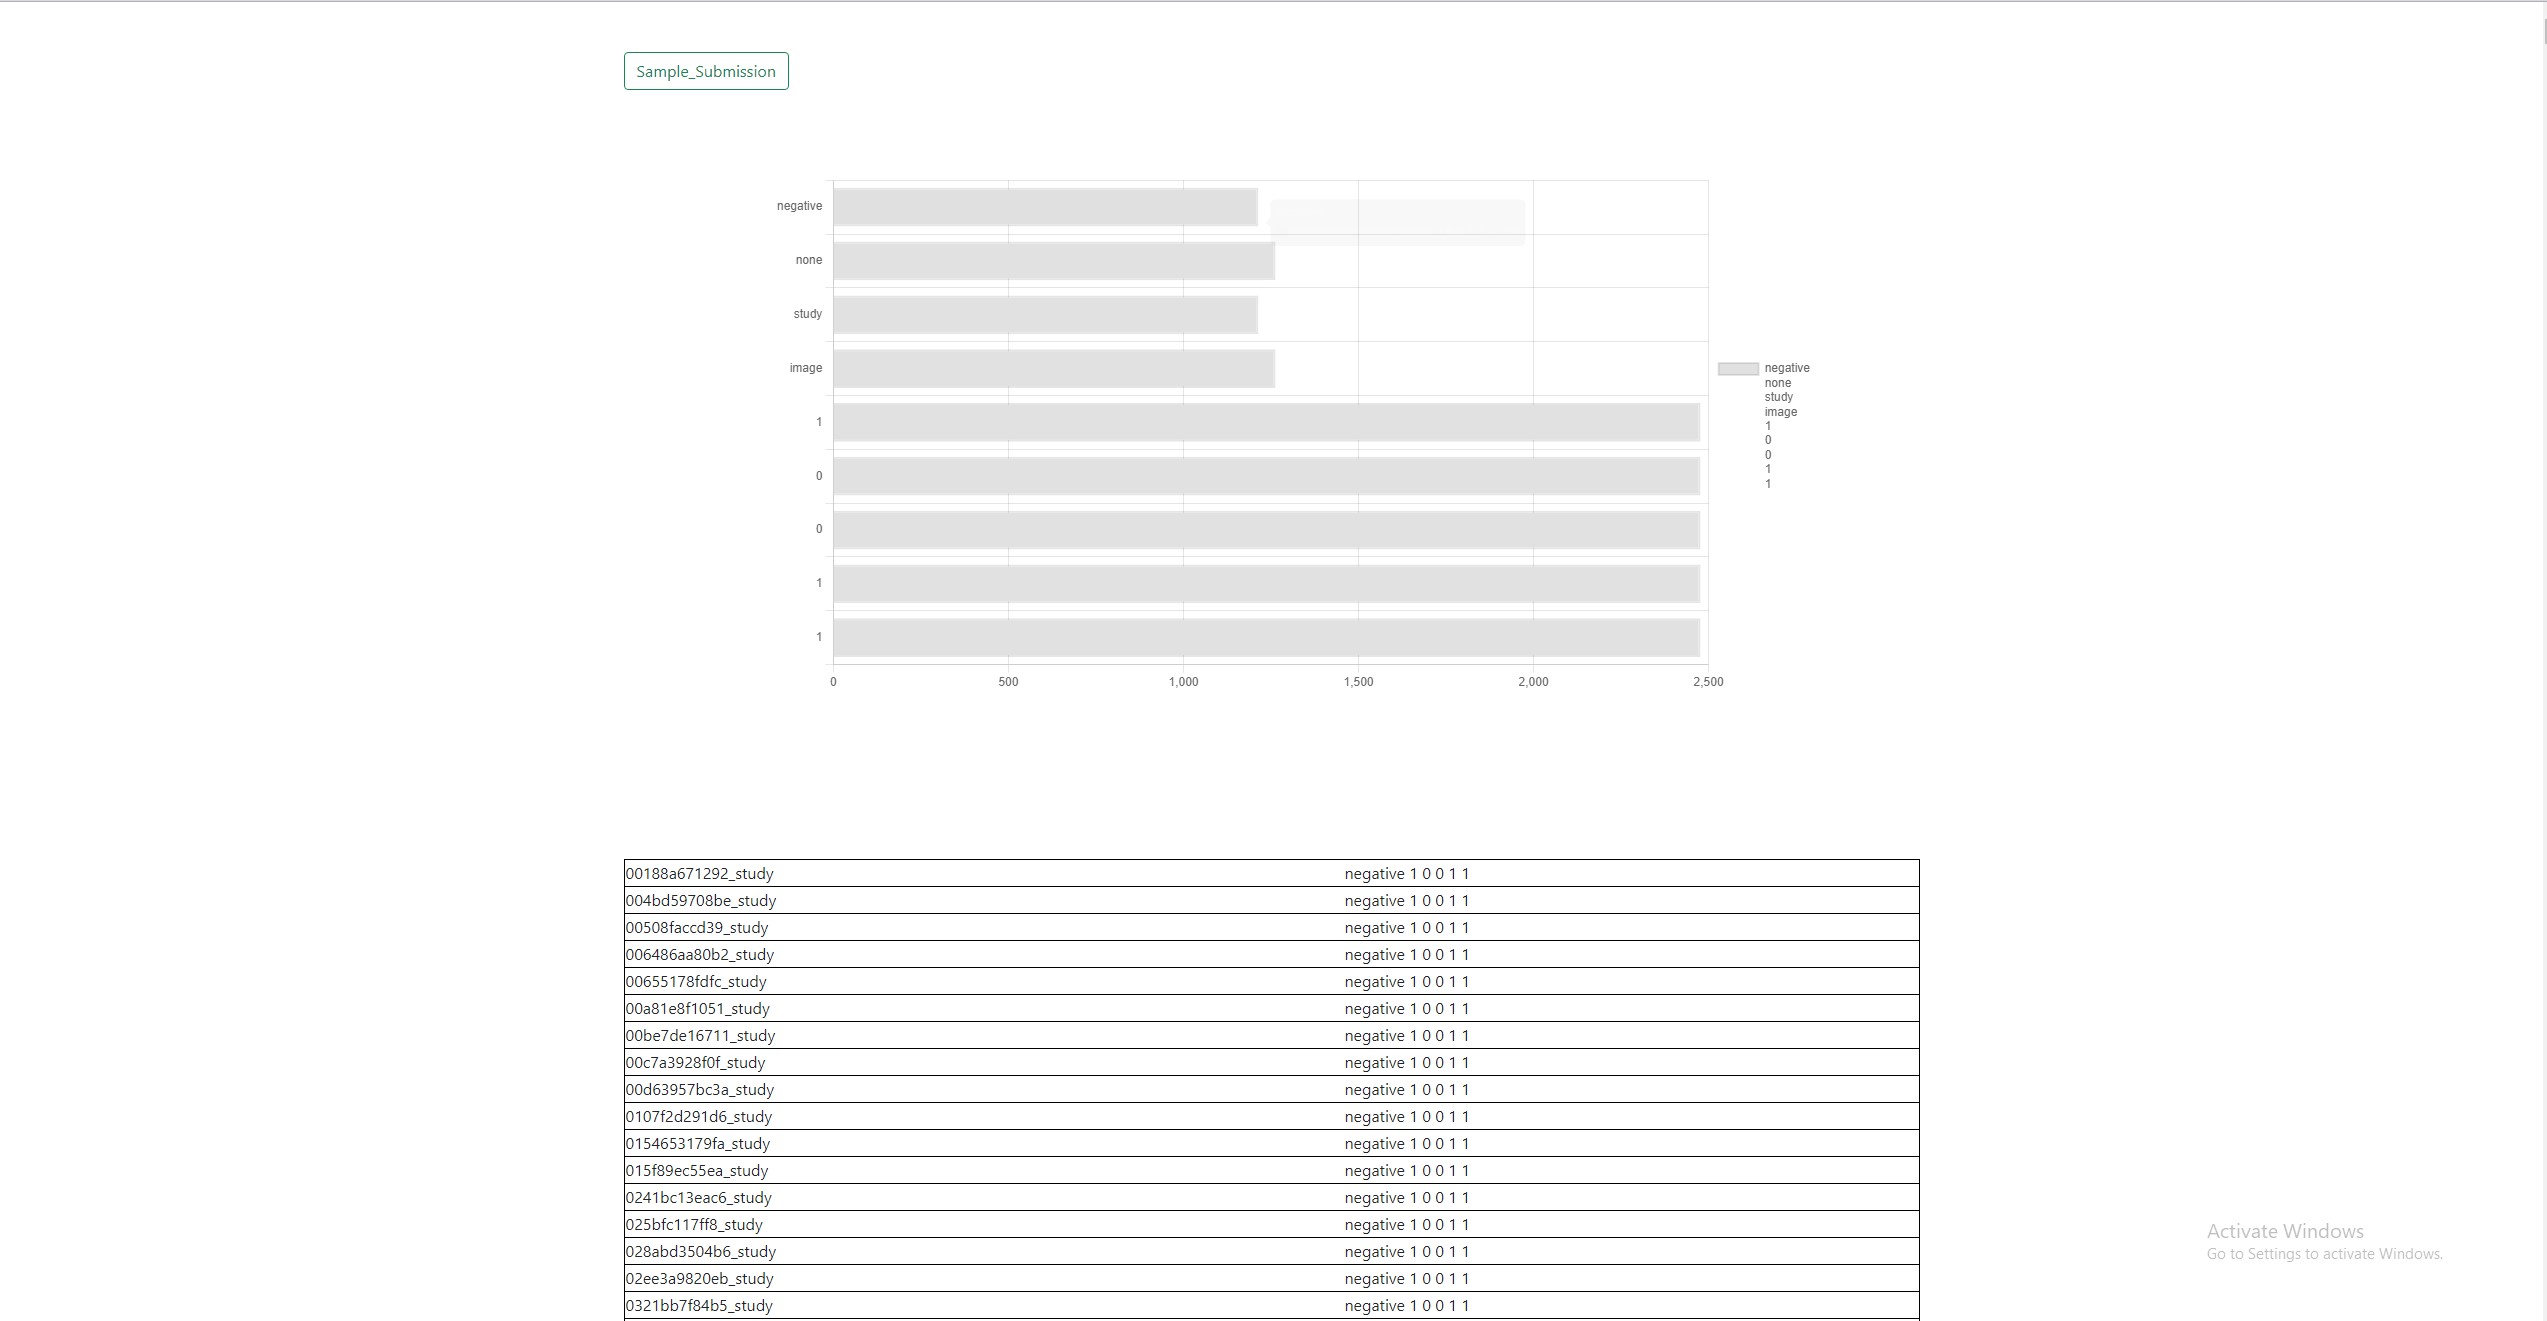 Sample_Submission
negative
none
study
image
1
0
0
1
1
0 500 1,000 1,500 2,000 2,500
negative
none
study
image
1
0
0
1
1
00188a671292_study negative 1 0 0 1 1
004bd59708be_study negative 1 0 0 1 1
00508faccd39_study negative 1 0 0 1 1
006486aa80b2_study negative 1 0 0 1 1
00655178fdfc_study negative 1 0 0 1 1
00a81e8f1051_study negative 1 0 0 1 1
00be7de16711_study negative 1 0 0 1 1
00c7a3928f0f_study negative 1 0 0 1 1
00d63957bc3a_study negative 1 0 0 1 1
0107f2d291d6_study negative 1 0 0 1 1
0154653179fa_study negative 1 0 0 1 1
015f89ec55ea_study negative 1 0 0 1 1
0241bc13eac6_study negative 1 0 0 1 1
025bfc117ff8_study negative 1 0 0 1 1
028abd3504b6_study negative 1 0 0 1 1
02ee3a9820eb_study negative 1 0 0 1 1
0321bb7f84b5_study negative 1 0 0 1 1
Activate Windows
Go to Settings to activate Windows.